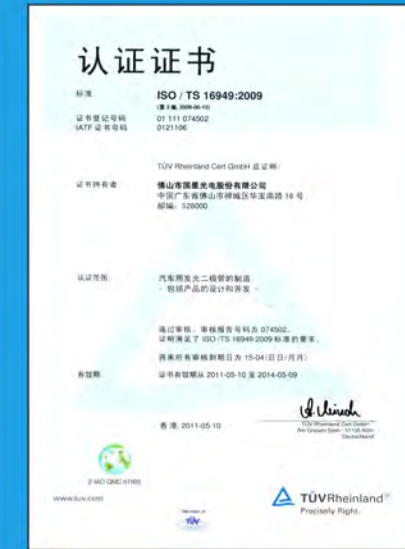 认证证书
标准 ISO / TS 16949:2009
(第 3 版, 2009-06-15)
证书登记号码 01 111 074502
IATF 证书号码 0121106
TÜV Rheinland Cert GmbH 兹证明:
证书持有者 佛山市国星光电股份有限公司
中国广东省佛山市禅城区华宝南路 18 号
邮编: 528000
认证范围: 汽车用发光二极管的制造
- 包括产品的设计和开发 -
通过审核, 审核报告号码为 074502,
证明满足了 ISO /TS 16949:2009 标准的要求。
将来所有审核到期日为 15-04(日日/月月)
有效期: 证书有效期从 2011-05-10 至 2014-05-09
香 港, 2011-05-10
TÜV Rheinland Cert GmbH
Am Grauen Stein · 51105 Köln
Deutschland
www.tuv.com
TÜVRheinland®
Precisely Right.
TÜV